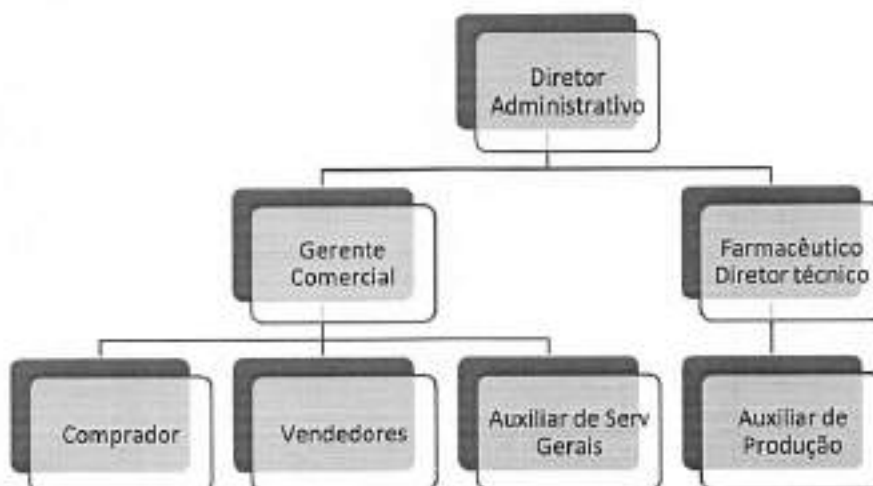 Diretor
Administrativo
Gerente
Comercial
Farmacêutico
Diretor técnico
Comprador
Vendedores
Auxiliar de Serv
Gerais
Auxiliar de
Produção